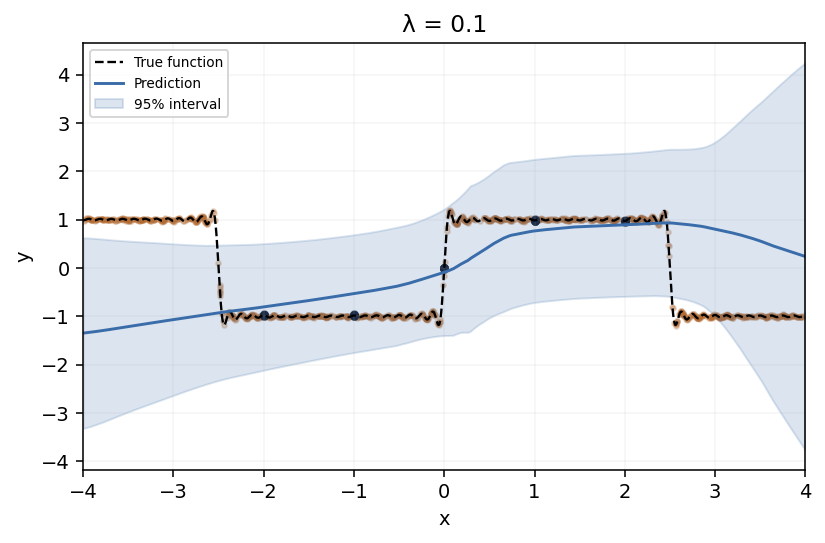 λ = 0.1
True function
Prediction
95% interval
y
4
3
2
1
0
−1
−2
−3
−4
−4 −3 −2 −1 0 1 2 3 4
x